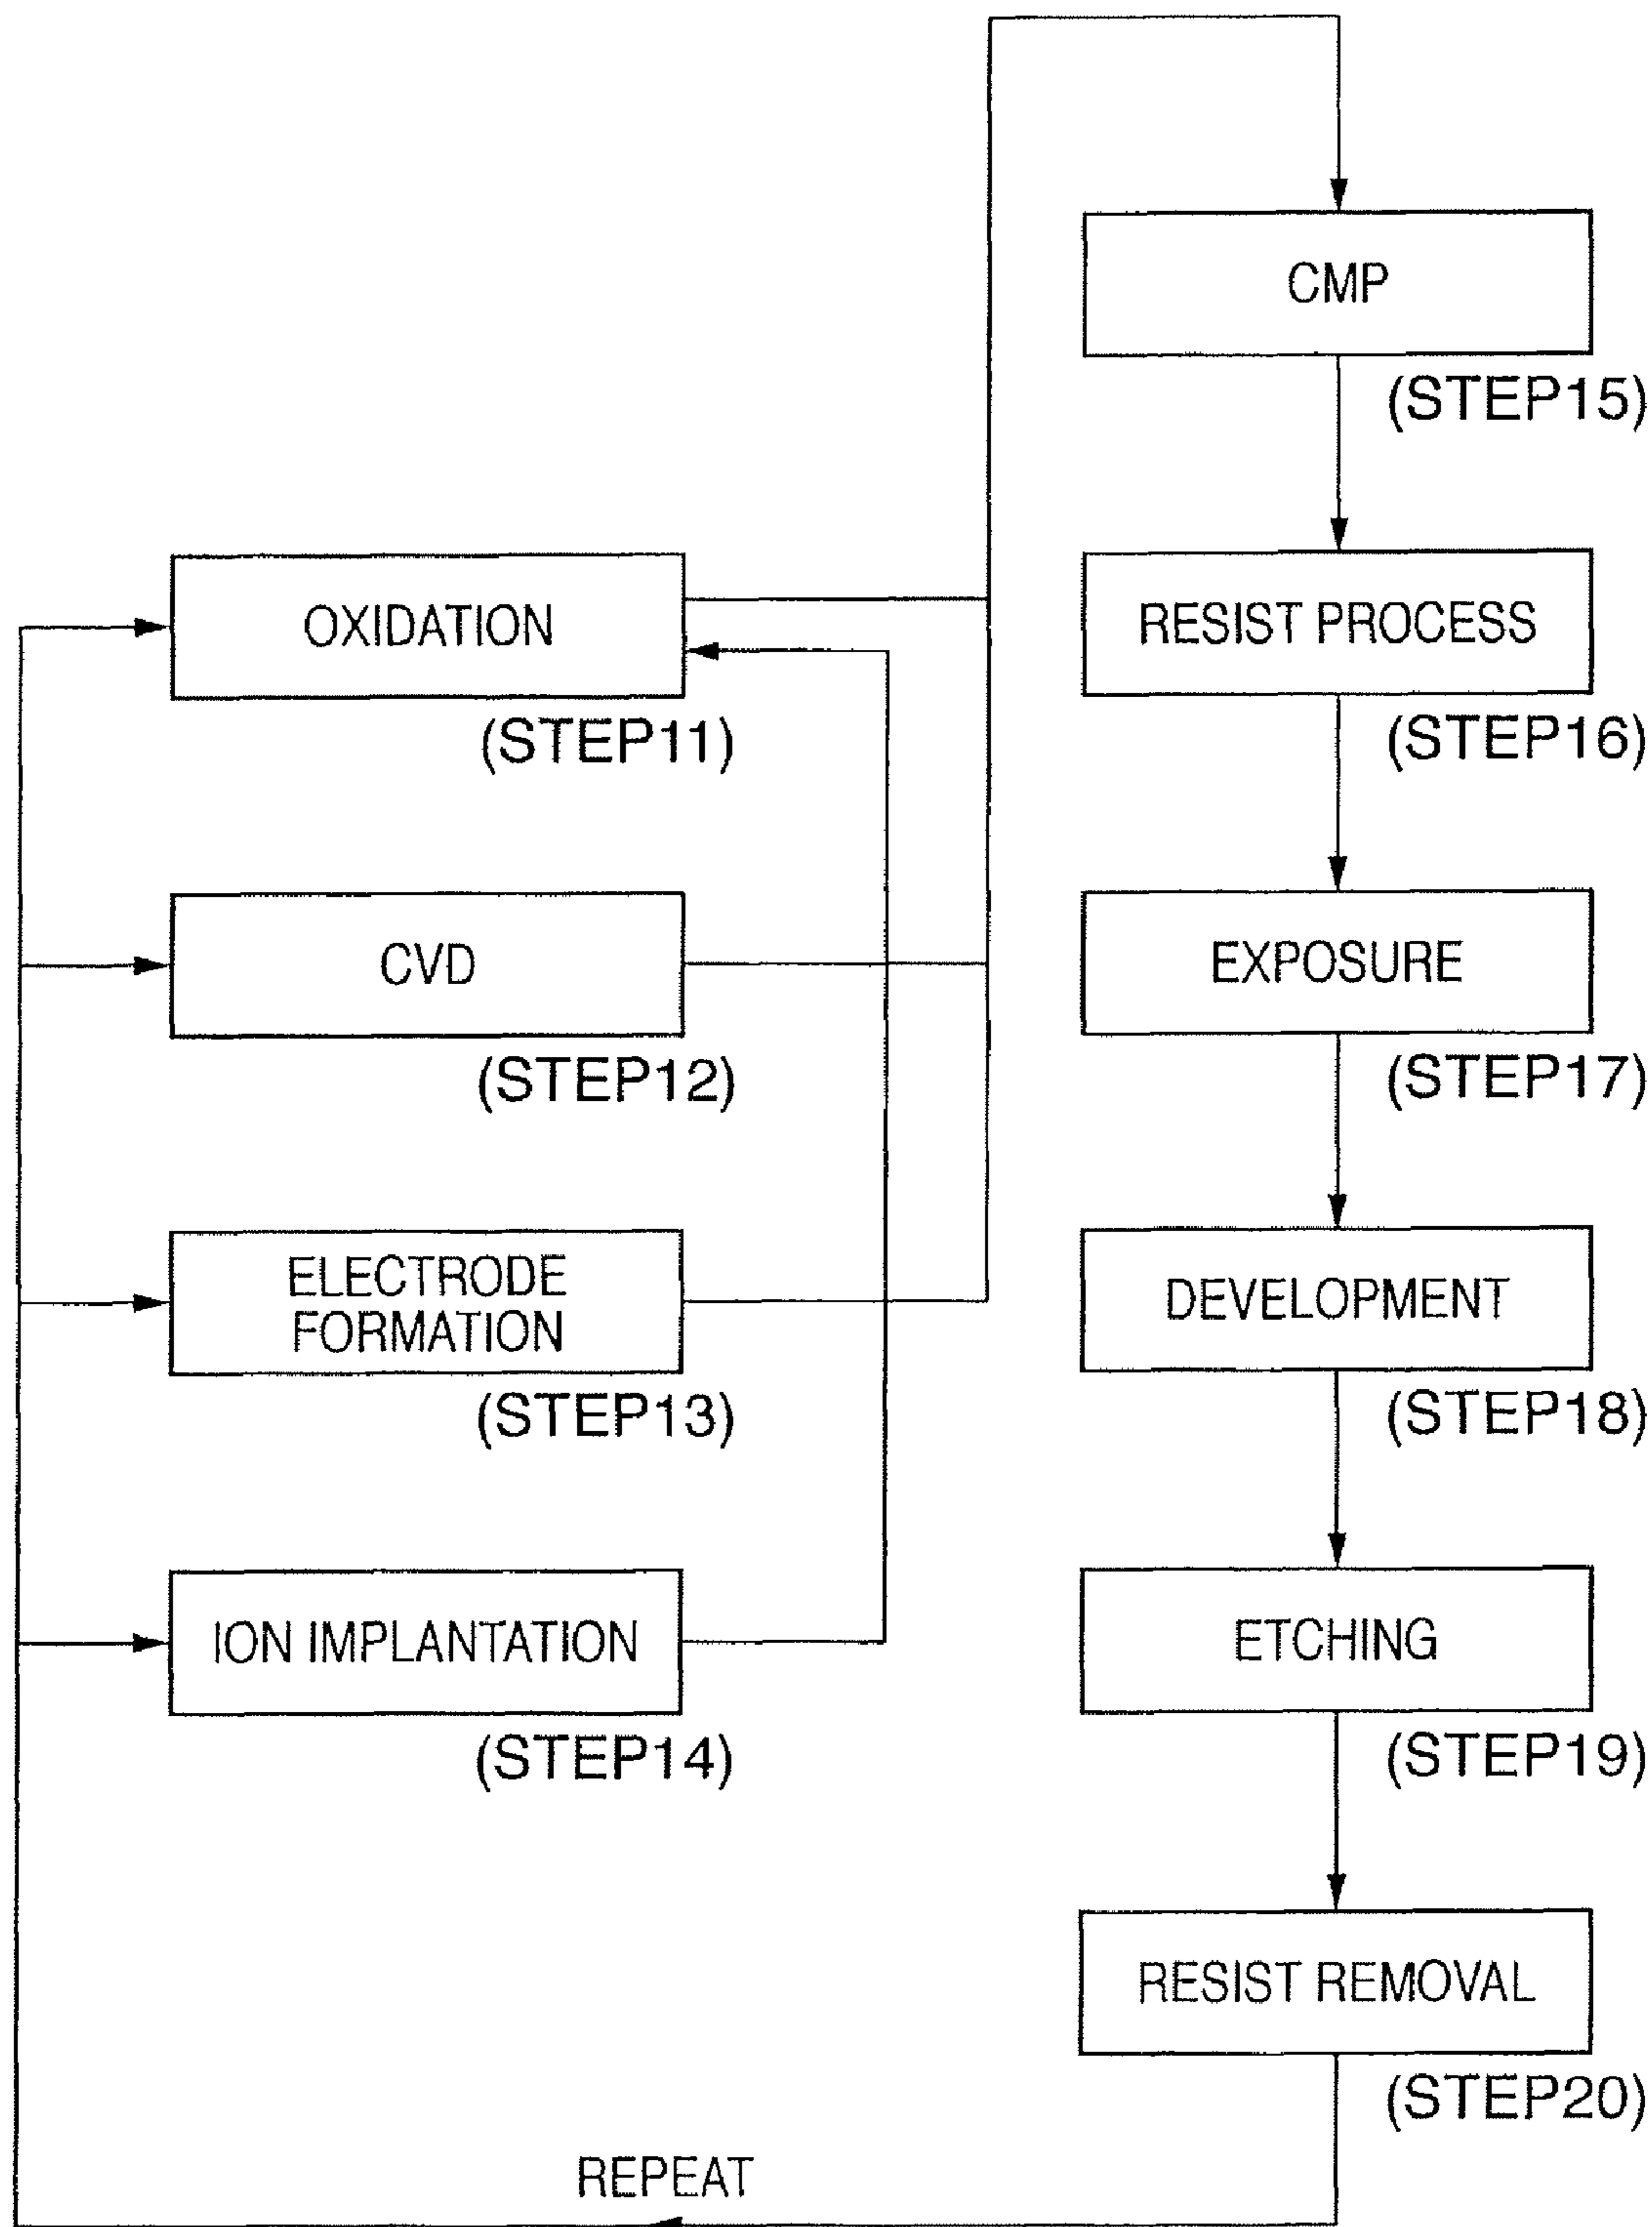 OXIDATION
(STEP11)
CVD
(STEP12)
ELECTRODE
FORMATION
(STEP13)
ION IMPLANTATION
(STEP14)
CMP
(STEP15)
RESIST PROCESS
(STEP16)
EXPOSURE
(STEP17)
DEVELOPMENT
(STEP18)
ETCHING
(STEP19)
RESIST REMOVAL
(STEP20)
REPEAT